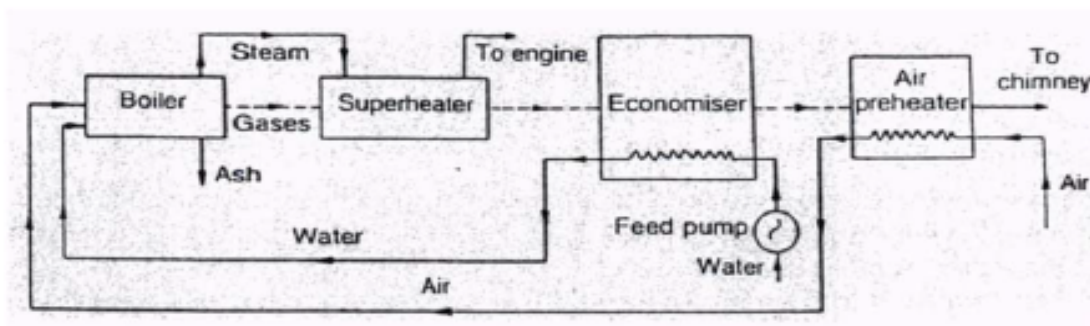 Steam
To engine
To
chimney
Boiler
Gases
Superheater
Economiser
Air
preheater
Ash
Air
Feed pump
Water
Water
Air